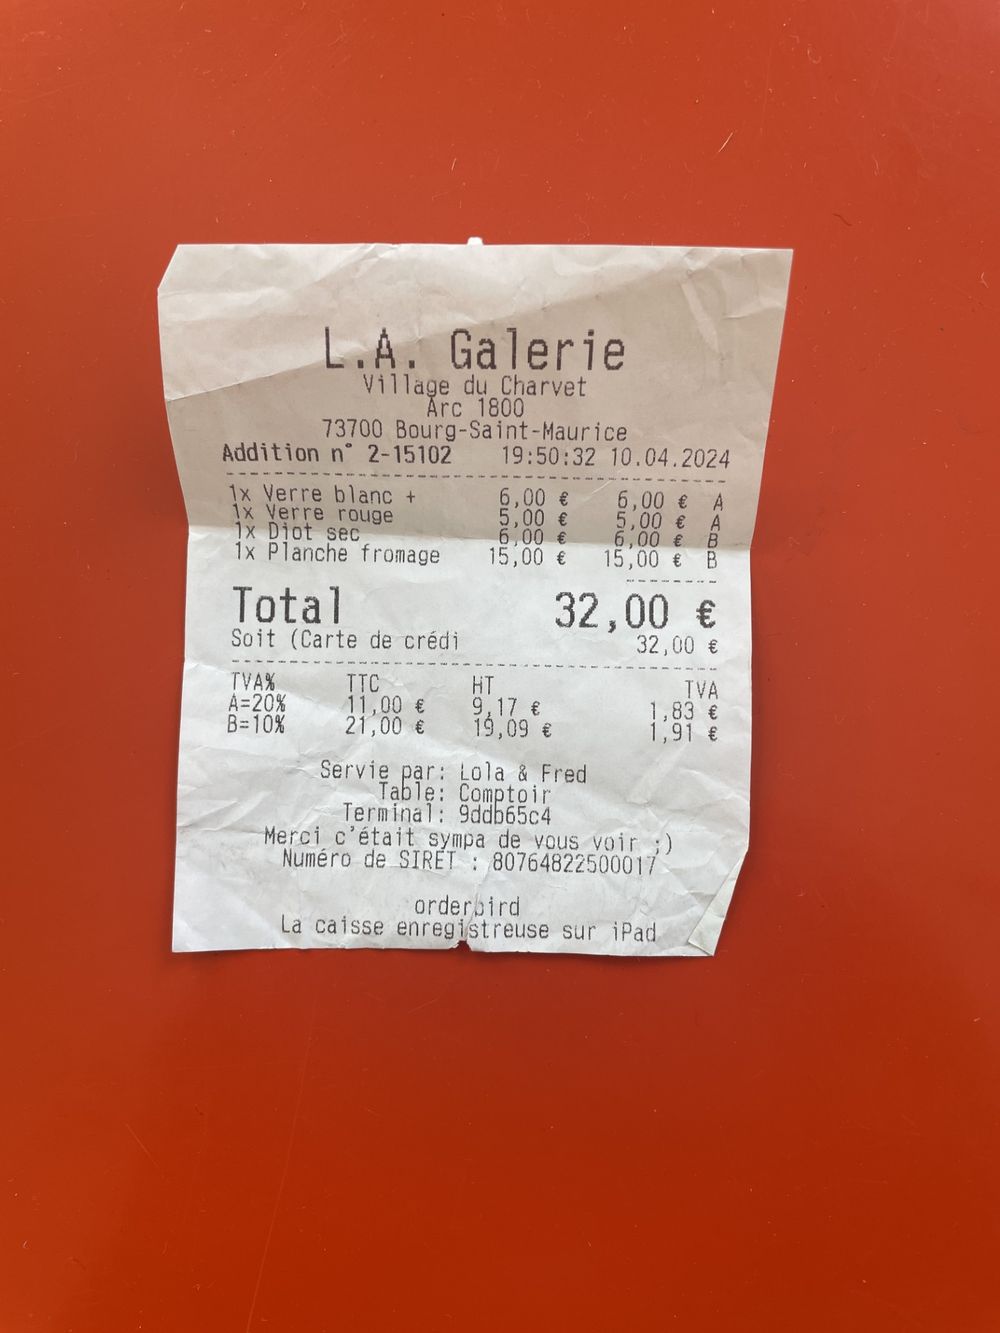 L.A. Galerie
Village du Charvet
Arc 1800
73700 Bourg-Saint-Maurice
Addition n° 2-15102 19:50:32 10.04.2024
1x Verre blanc + 6,00 € 6,00 € A
1x Verre rouge 5,00 € 5,00 € A
1x Diot sec 6,00 € 6,00 € B
1x Planche fromage 15,00 € 15,00 € B
Total 32,00 €
Soit (Carte de crédi 32,00 €
TVA% TTC HT TVA
A=20% 11,00 € 9,17 € 1,83 €
B=10% 21,00 € 19,09 € 1,91 €
Servie par: Lola & Fred
Table: Comptoir
Terminal: 9ddb65c4
Merci c'était sympa de vous voir ;)
Numéro de SIRET : 80764822500017
orderbird
La caisse enregistreuse sur iPad